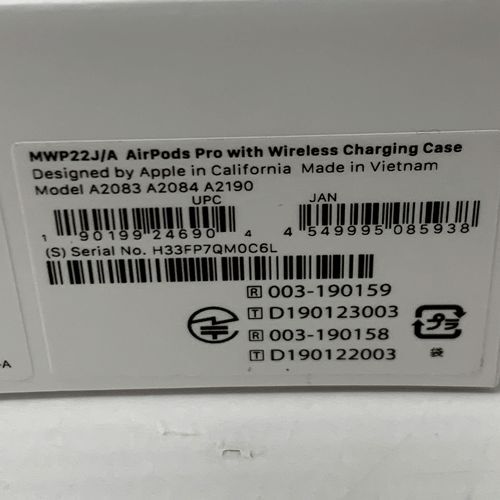 MWP22J/A AirPods Pro with Wireless Charging Case
Designed by Apple in California Made in Vietnam
Model A2083 A2084 A2190
UPC JAN
1 90199 24690 4 4 549995 085938
(S) Serial No. H33FP7QM0C6L
R 003-190159
T D190123003
R 003-190158
T D190122003
プラ
袋
-A